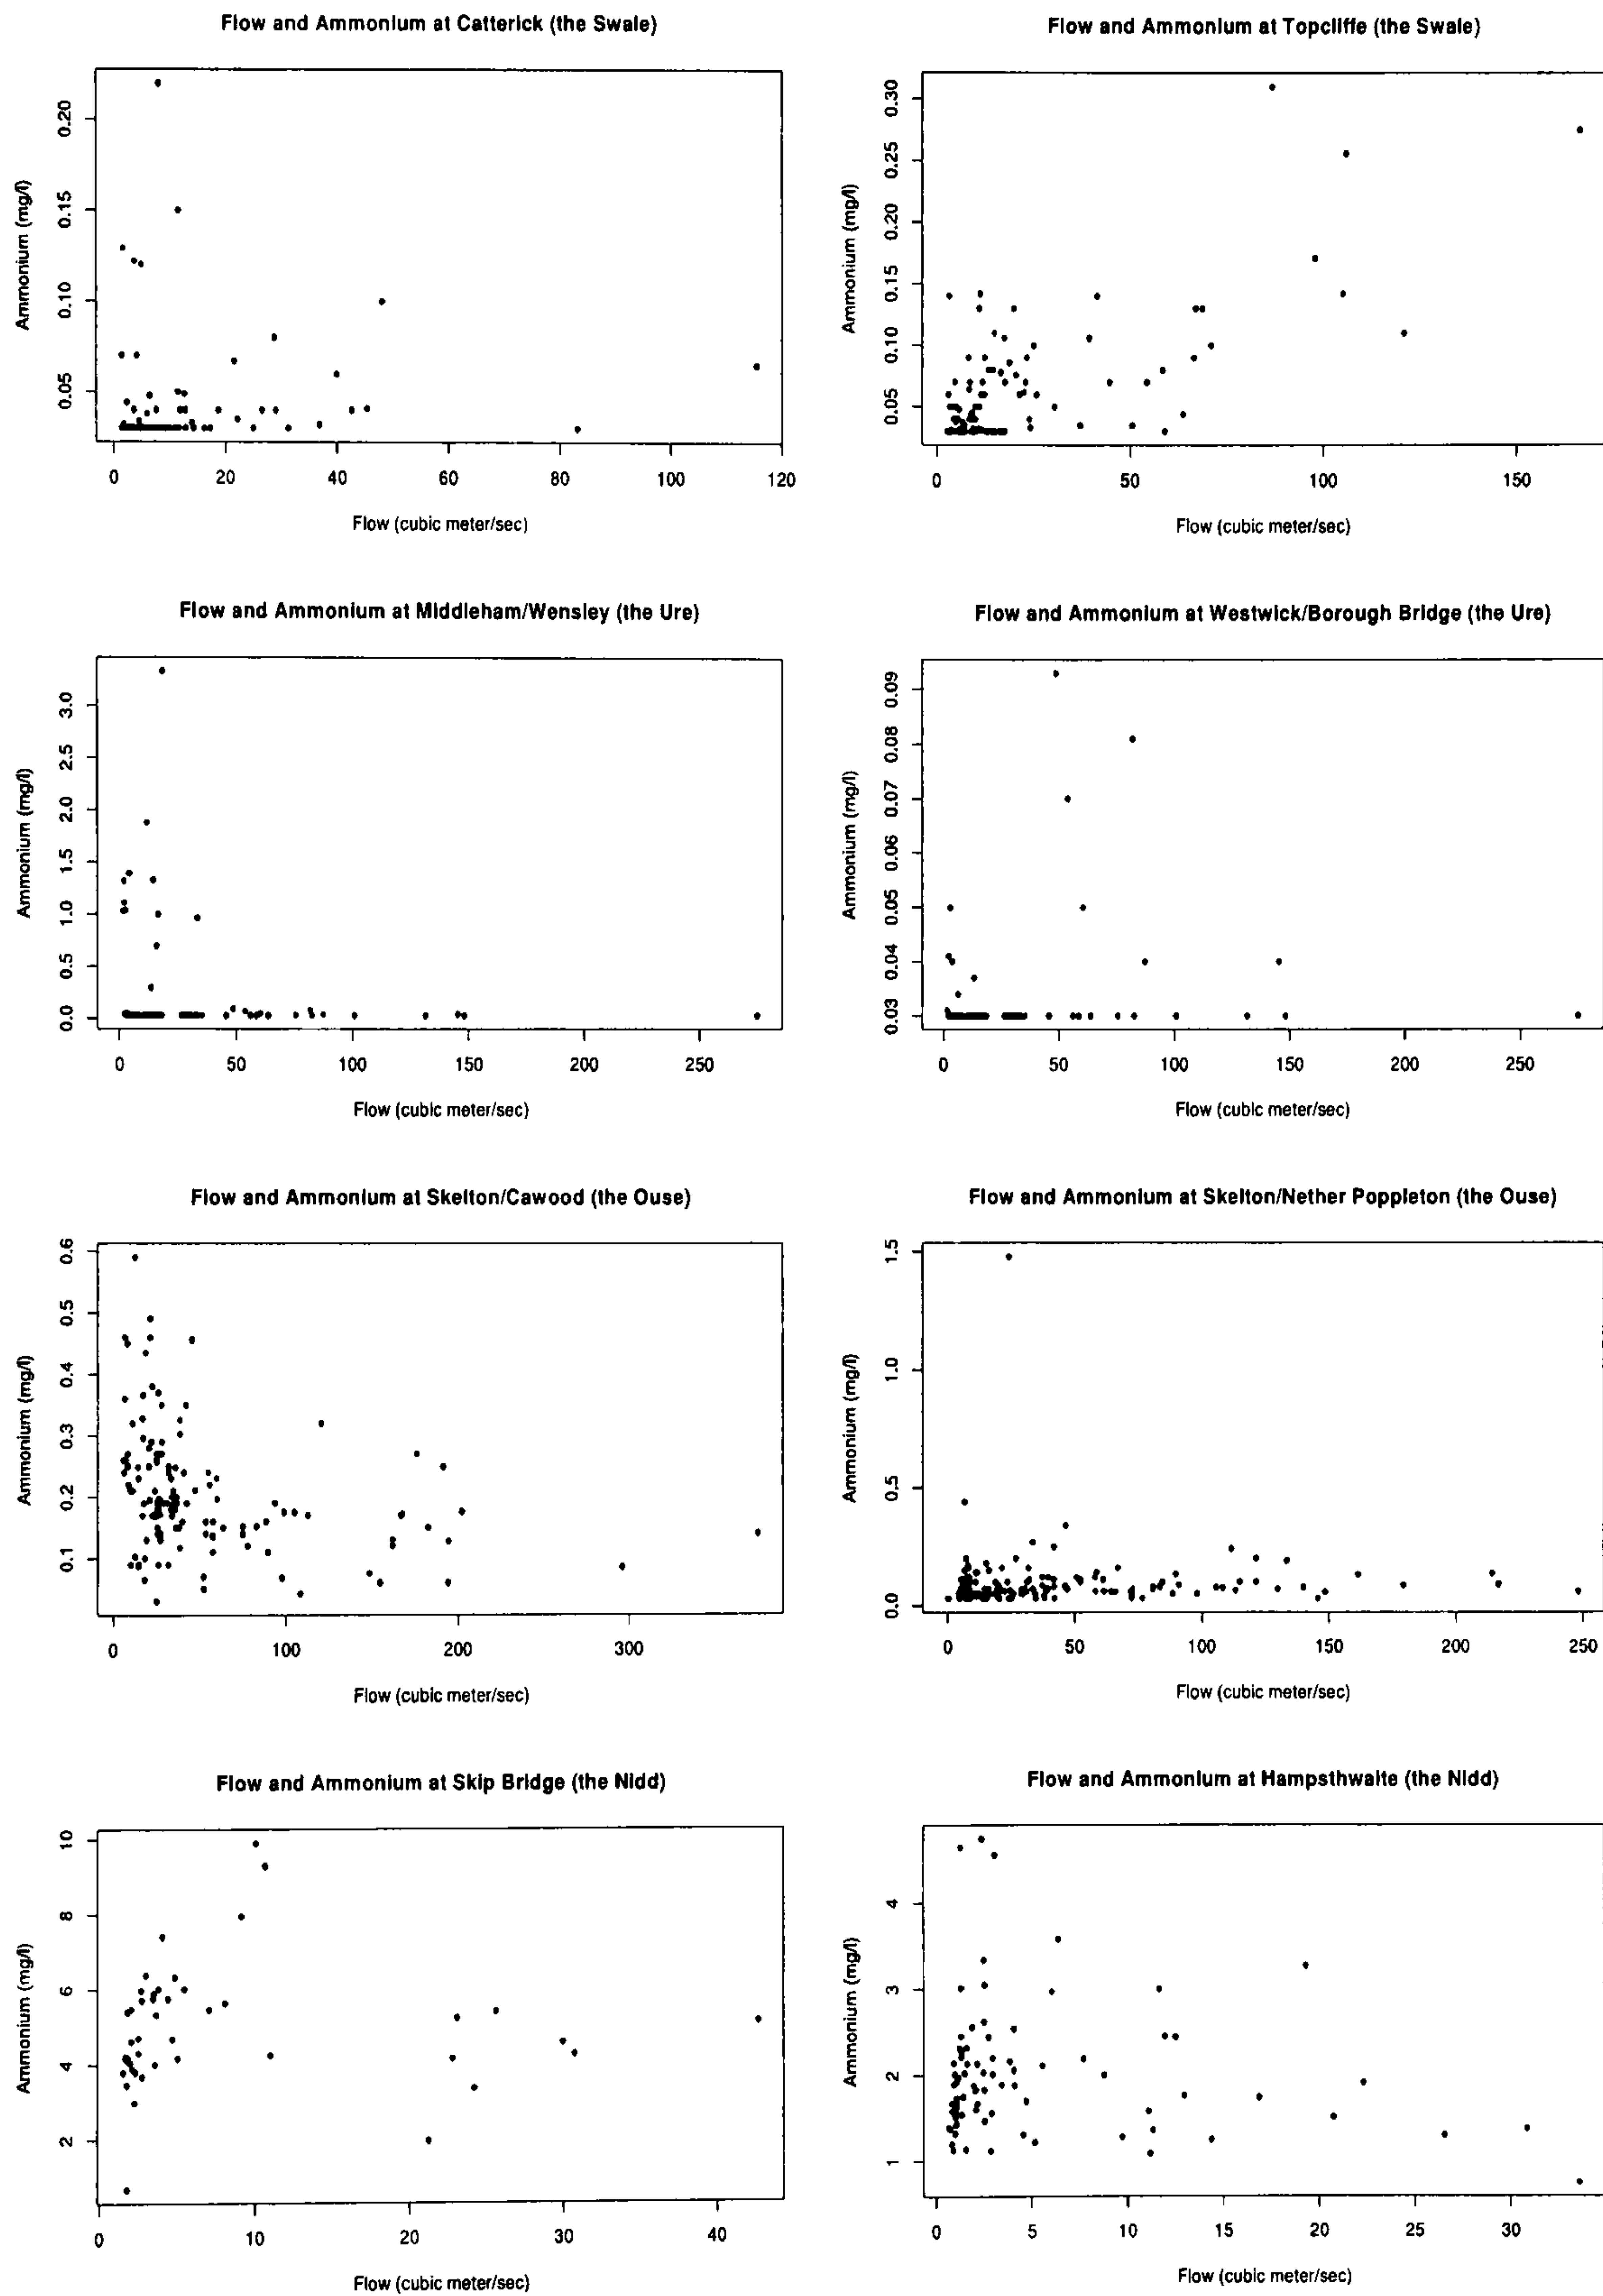 Flow and Ammonium at Catterick (the Swale)
Ammonium (mg/l)
0.20
0.15
0.10
0.05
0 20 40 60 80 100 120
Flow (cubic meter/sec)
Flow and Ammonium at Topcliffe (the Swale)
Ammonium (mg/l)
0.30
0.25
0.20
0.15
0.10
0.05
0 50 100 150
Flow (cubic meter/sec)
Flow and Ammonium at Middleham/Wensley (the Ure)
Ammonium (mg/l)
3.0
2.5
2.0
1.5
1.0
0.5
0.0
0 50 100 150 200 250
Flow (cubic meter/sec)
Flow and Ammonium at Westwick/Borough Bridge (the Ure)
Ammonium (mg/l)
0.09
0.08
0.07
0.06
0.05
0.04
0.03
0 50 100 150 200 250
Flow (cubic meter/sec)
Flow and Ammonium at Skelton/Cawood (the Ouse)
Ammonium (mg/l)
0.6
0.5
0.4
0.3
0.2
0.1
0 100 200 300
Flow (cubic meter/sec)
Flow and Ammonium at Skelton/Nether Poppleton (the Ouse)
Ammonium (mg/l)
1.5
1.0
0.5
0.0
0 50 100 150 200 250
Flow (cubic meter/sec)
Flow and Ammonium at Skip Bridge (the Nidd)
Ammonium (mg/l)
10
8
6
4
2
0 10 20 30 40
Flow (cubic meter/sec)
Flow and Ammonium at Hampsthwaite (the Nidd)
Ammonium (mg/l)
4
3
2
1
0 5 10 15 20 25 30
Flow (cubic meter/sec)